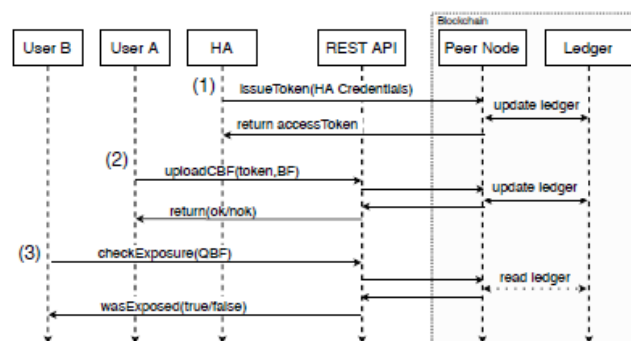 Blockchain
User B
User A
HA
REST API
Peer Node
Ledger
(1)
issueToken(HA Credentials)
update ledger
return accessToken
(2)
uploadCBF(token,BF)
update ledger
return(ok/nok)
(3)
checkExposure(QBF)
read ledger
wasExposed(true/false)